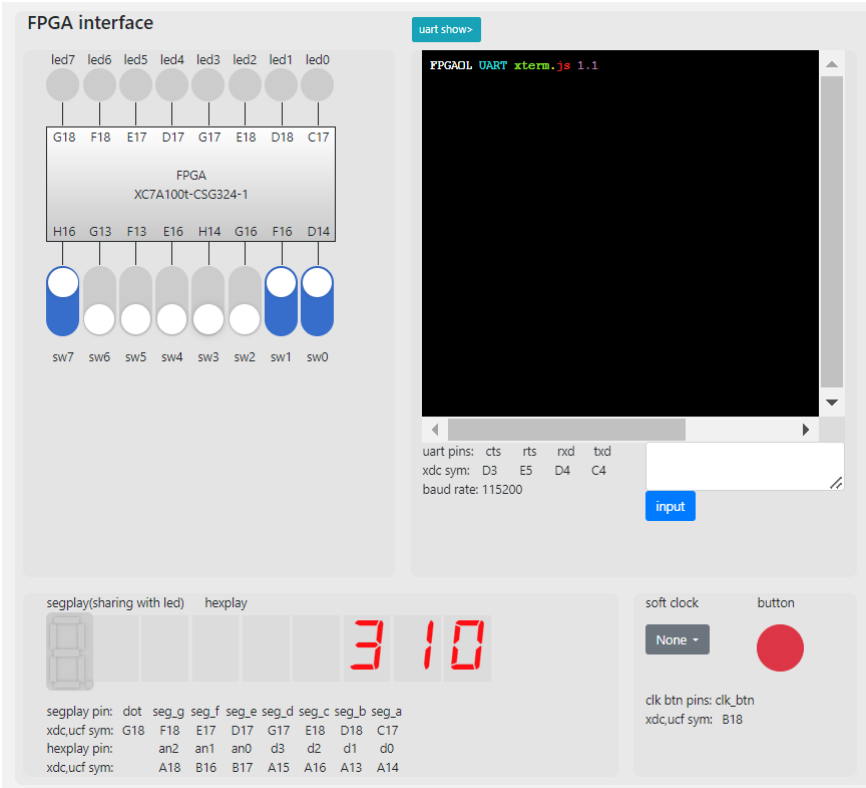 FPGA interface
led7 led6 led5 led4 led3 led2 led1 led0
G18 F18 E17 D17 G17 E18 D18 C17
FPGA
XC7A100t-CSG324-1
H16 G13 F13 E16 H14 G16 F16 D14
sw7 sw6 sw5 sw4 sw3 sw2 sw1 sw0
uart show>
FPGAOL UART xterm.js 1.1
uart pins: cts rts rxd txd
xdc sym: D3 E5 D4 C4
baud rate: 115200
input
segplay(sharing with led) hexplay
310
segplay pin: dot seg_g seg_f seg_e seg_d seg_c seg_b seg_a
xdc,ucf sym: G18 F18 E17 D17 G17 E18 D18 C17
hexplay pin: an2 an1 an0 d3 d2 d1 d0
xdc,ucf sym: A18 B16 B17 A15 A16 A13 A14
soft clock button
None
clk btn pins: clk_btn
xdc,ucf sym: B18